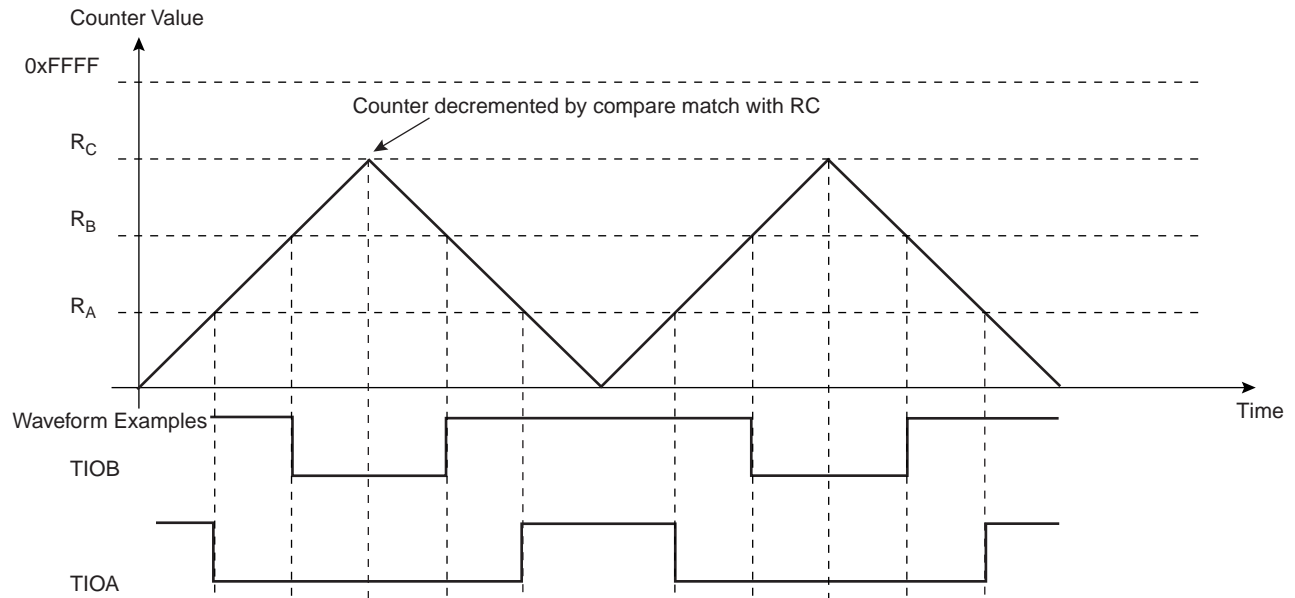 Counter Value
0xFFFF
Counter decremented by compare match with RC
RC
RB
RA
Time
Waveform Examples
TIOB
TIOA